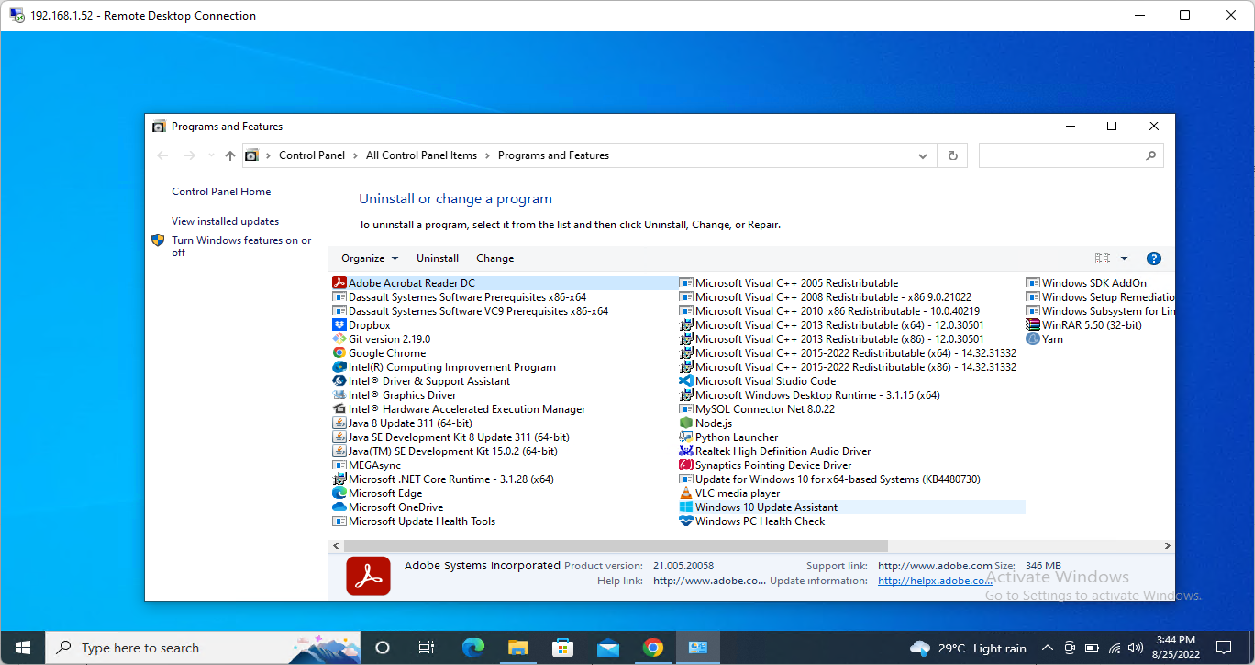 192.168.1.52 - Remote Desktop Connection
Programs and Features
Control Panel > All Control Panel Items > Programs and Features
Control Panel Home
View installed updates
Turn Windows features on or
off
Uninstall or change a program
To uninstall a program, select it from the list and then click Uninstall, Change, or Repair.
Organize
Uninstall
Change
Adobe Acrobat Reader DC
Dassault Systemes Software Prerequisites x86-x64
Dassault Systemes Software VC9 Prerequisites x86-x64
Dropbox
Git version 2.19.0
Google Chrome
Intel(R) Computing Improvement Program
Intel® Driver & Support Assistant
Intel® Graphics Driver
Intel® Hardware Accelerated Execution Manager
Java 8 Update 311 (64-bit)
Java SE Development Kit 8 Update 311 (64-bit)
Java(TM) SE Development Kit 15.0.2 (64-bit)
MEGAsync
Microsoft .NET Core Runtime - 3.1.28 (x64)
Microsoft Edge
Microsoft OneDrive
Microsoft Update Health Tools
Microsoft Visual C++ 2005 Redistributable
Microsoft Visual C++ 2008 Redistributable - x86 9.0.21022
Microsoft Visual C++ 2010 x86 Redistributable - 10.0.40219
Microsoft Visual C++ 2013 Redistributable (x64) - 12.0.30501
Microsoft Visual C++ 2013 Redistributable (x86) - 12.0.30501
Microsoft Visual C++ 2015-2022 Redistributable (x64) - 14.32.31332
Microsoft Visual C++ 2015-2022 Redistributable (x86) - 14.32.31332
Microsoft Visual Studio Code
Microsoft Windows Desktop Runtime - 3.1.15 (x64)
MySQL Connector Net 8.0.22
Node.js
Python Launcher
Realtek High Definition Audio Driver
Synaptics Pointing Device Driver
Update for Windows 10 for x64-based Systems (KB4480730)
VLC media player
Windows 10 Update Assistant
Windows PC Health Check
Windows SDK AddOn
Windows Setup Remediatio
Windows Subsystem for Lin
WinRAR 5.50 (32-bit)
Yarn
Adobe Systems Incorporated Product version: 21.005.20058 Support link: http://www.adobe.com Size: 346 MB
Help link: http://www.adobe.co... Update information: http://helpx.adobe.co...
Activate Windows
Go to Settings to activate Windows.
Type here to search
29°C Light rain
3:44 PM
8/25/2022